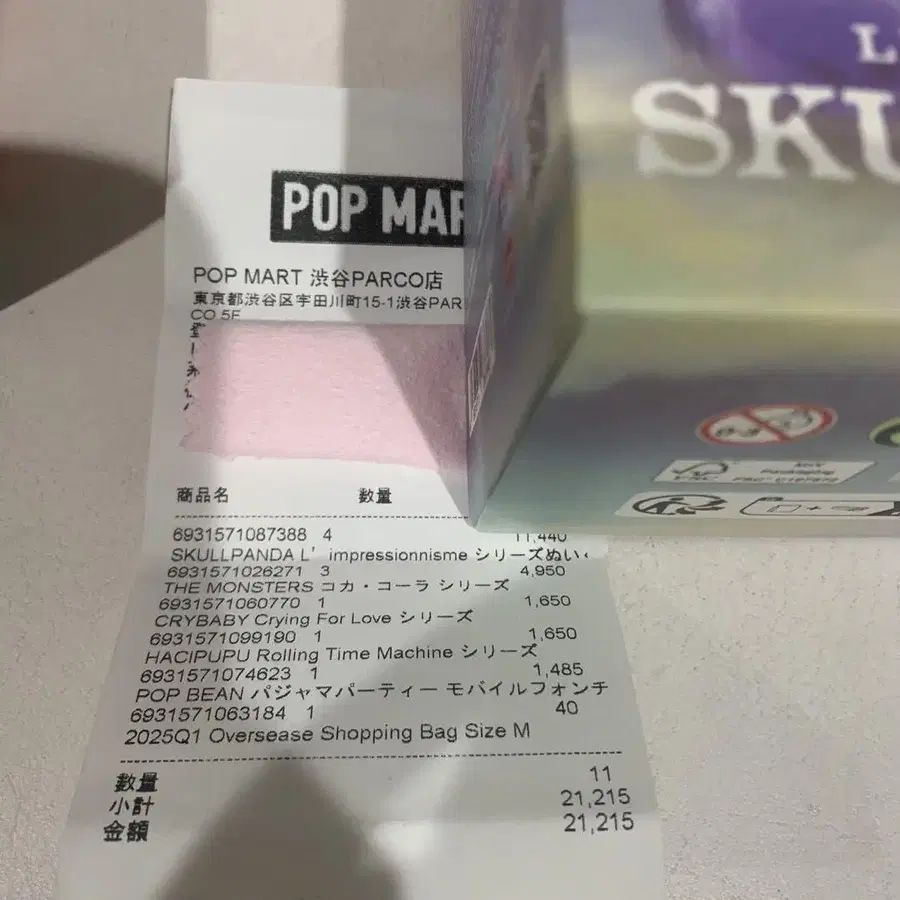 POP MAR
POP MART 渋谷PARCO店
東京都渋谷区宇田川町15-1渋谷PAR
CO 5F
商品名 数量
6931571087388 4 11,440
SKULLPANDA L' impressionnisme シリーズぬい
6931571026271 3 4,950
THE MONSTERS コカ・コーラ シリーズ
6931571060770 1 1,650
CRYBABY Crying For Love シリーズ
6931571099190 1 1,650
HACIPUPU Rolling Time Machine シリーズ
6931571074623 1 1,485
POP BEAN パジャマパーティー モバイルフォンチ
6931571063184 1 40
2025Q1 Oversease Shopping Bag Size M
数量 11
小計 21,215
金額 21,215
L
SKU
0-3
MIX
Packaging